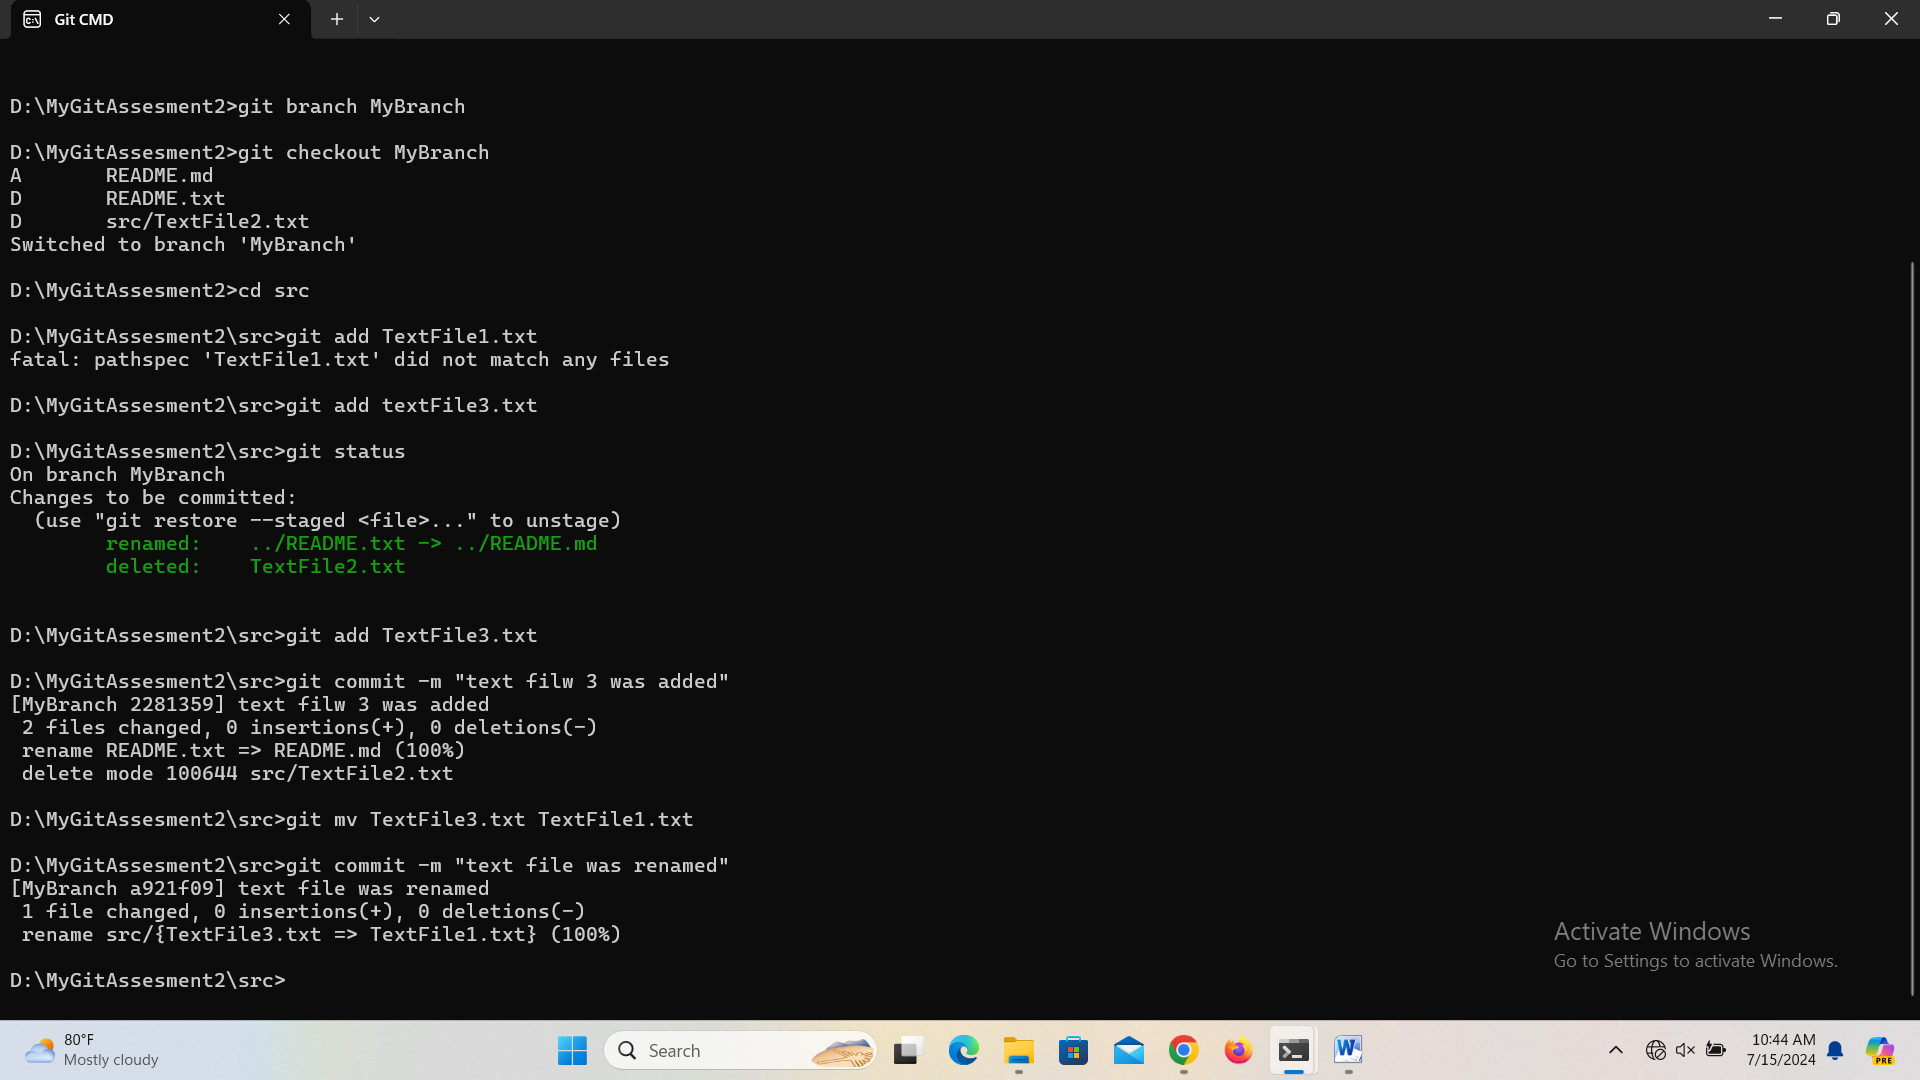 Git CMD
D:\MyGitAssesment2>git branch MyBranch
D:\MyGitAssesment2>git checkout MyBranch
A       README.md
D       README.txt
D       src/TextFile2.txt
Switched to branch 'MyBranch'
D:\MyGitAssesment2>cd src
D:\MyGitAssesment2\src>git add TextFile1.txt
fatal: pathspec 'TextFile1.txt' did not match any files
D:\MyGitAssesment2\src>git add textFile3.txt
D:\MyGitAssesment2\src>git status
On branch MyBranch
Changes to be committed:
  (use "git restore --staged <file>..." to unstage)
        renamed:    ../README.txt -> ../README.md
        deleted:    TextFile2.txt
D:\MyGitAssesment2\src>git add TextFile3.txt
D:\MyGitAssesment2\src>git commit -m "text filw 3 was added"
[MyBranch 2281359] text filw 3 was added
 2 files changed, 0 insertions(+), 0 deletions(-)
 rename README.txt => README.md (100%)
 delete mode 100644 src/TextFile2.txt
D:\MyGitAssesment2\src>git mv TextFile3.txt TextFile1.txt
D:\MyGitAssesment2\src>git commit -m "text file was renamed"
[MyBranch a921f09] text file was renamed
 1 file changed, 0 insertions(+), 0 deletions(-)
 rename src/{TextFile3.txt => TextFile1.txt} (100%)
D:\MyGitAssesment2\src>
Activate Windows
Go to Settings to activate Windows.
80°F
Mostly cloudy
Search
10:44 AM
7/15/2024
PRE